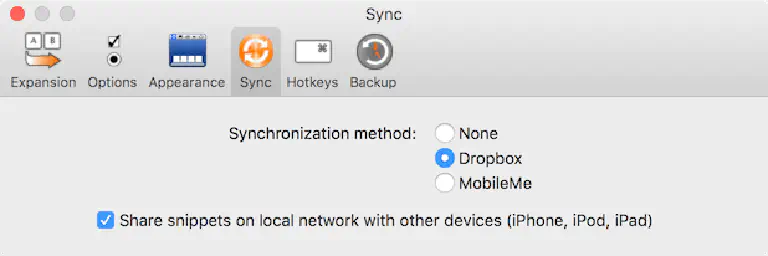 Sync
A B
⌘
Expansion Options Appearance Sync Hotkeys Backup
Synchronization method: None
Dropbox
MobileMe
Share snippets on local network with other devices (iPhone, iPod, iPad)